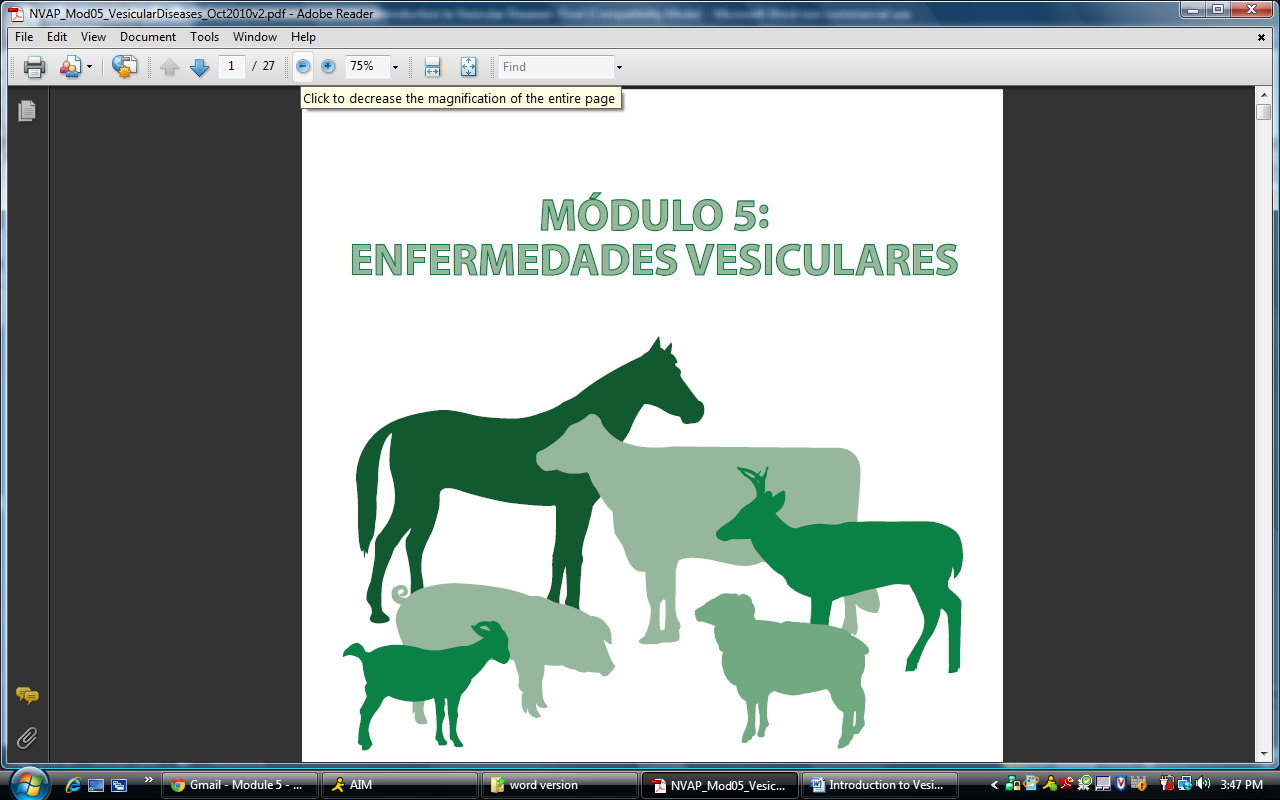 NVAP_Mod05_VesicularDiseases_Oct2010v2.pdf - Adobe Reader
File Edit View Document Tools Window Help
1 / 27 75% Find
Click to decrease the magnification of the entire page
MÓDULO 5:
ENFERMEDADES VESICULARES
Gmail - Module 5 - ... AIM word version NVAP_Mod05_Vesic... Introduction to Vesi... 3:47 PM